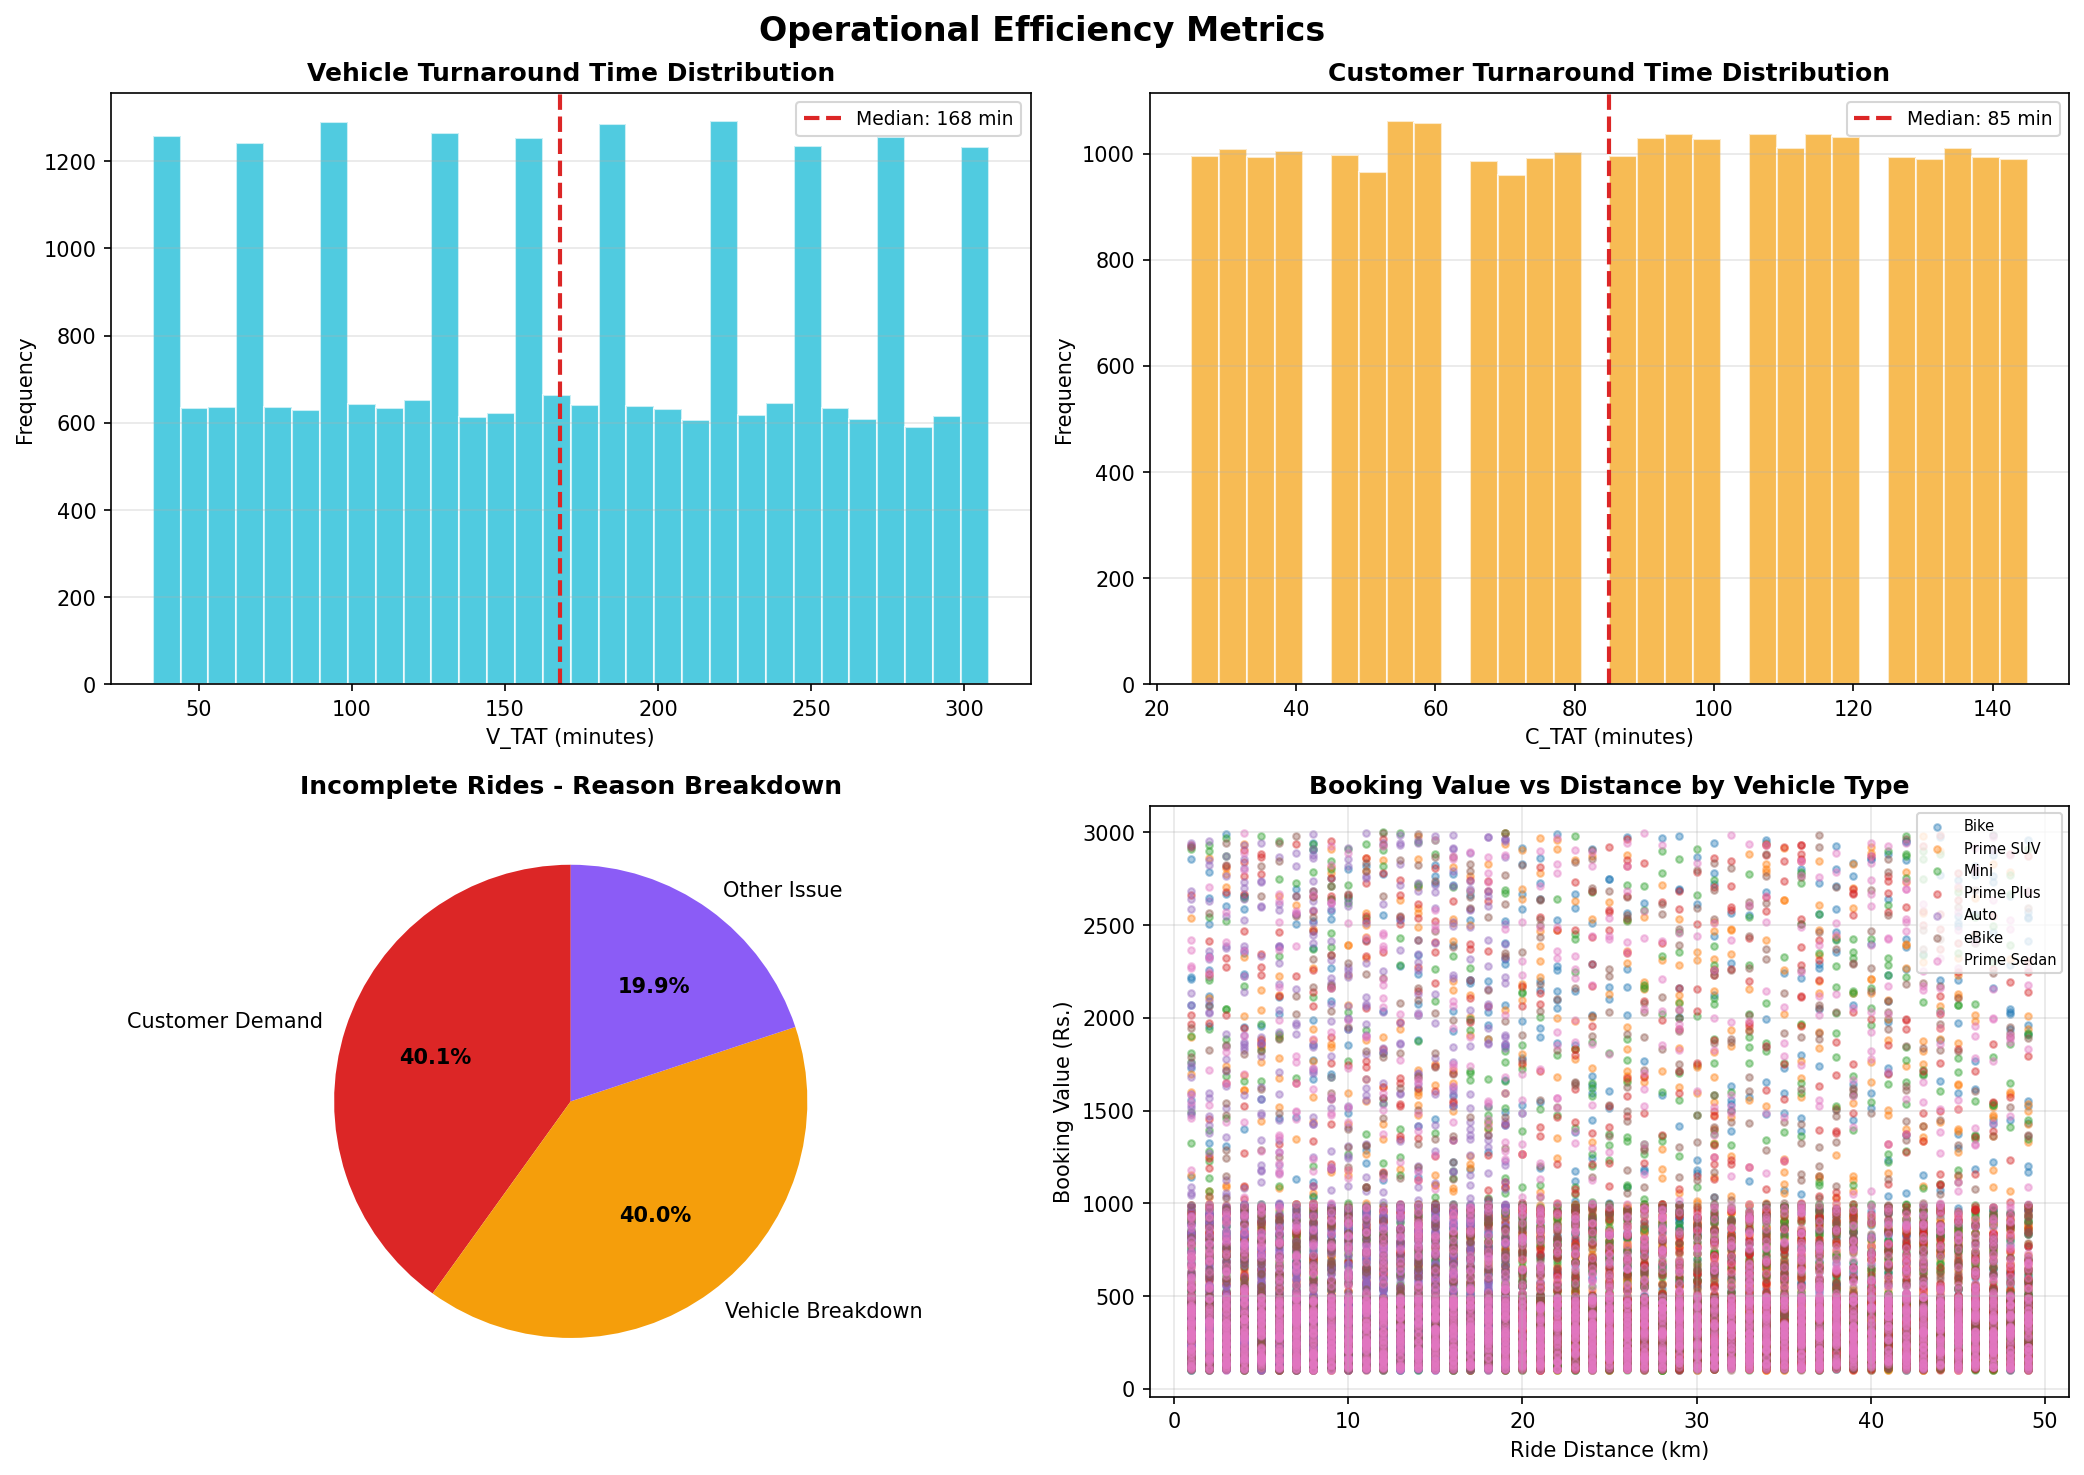 Operational Efficiency Metrics
Vehicle Turnaround Time Distribution
Median: 168 min
Frequency
1200
1000
800
600
400
200
0
50 100 150 200 250 300
V_TAT (minutes)
Customer Turnaround Time Distribution
Median: 85 min
Frequency
1000
800
600
400
200
0
20 40 60 80 100 120 140
C_TAT (minutes)
Incomplete Rides - Reason Breakdown
Other Issue
19.9%
Customer Demand
40.1%
40.0%
Vehicle Breakdown
Booking Value vs Distance by Vehicle Type
Bike
Prime SUV
Mini
Prime Plus
Auto
eBike
Prime Sedan
Booking Value (Rs.)
3000
2500
2000
1500
1000
500
0
0 10 20 30 40 50
Ride Distance (km)